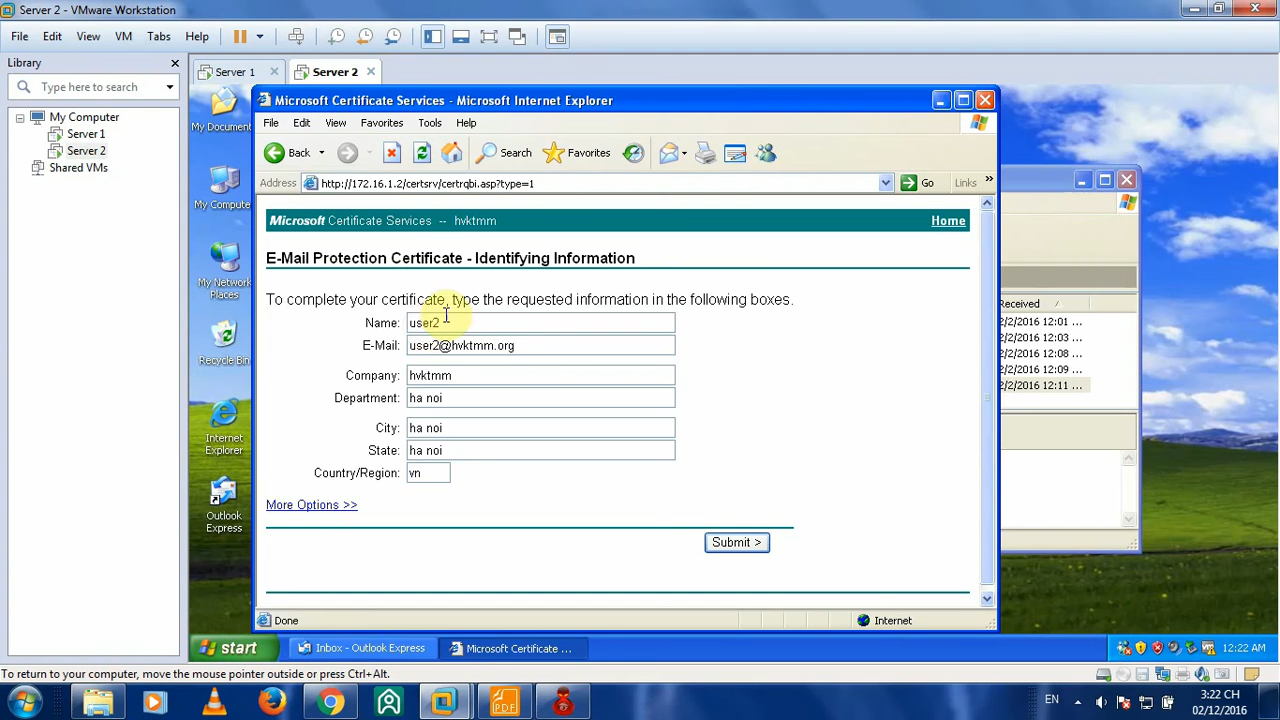 Server 2 - VMware Workstation
File Edit View VM Tabs Help
Library
Type here to search
My Computer
Server 1
Server 2
Shared VMs
Server 1
Server 2
My Document
My Compute
My Network
Places
Recycle Bin
Internet
Explorer
Outlook
Express
Microsoft Certificate Services - Microsoft Internet Explorer
File Edit View Favorites Tools Help
Back Search Favorites
Address http://172.16.1.2/certsrv/certrqbi.asp?type=1 Go Links »
Microsoft Certificate Services -- hvktmm Home
E-Mail Protection Certificate - Identifying Information
To complete your certificate, type the requested information in the following boxes.
Name: user2
E-Mail: user2@hvktmm.org
Company: hvktmm
Department: ha noi
City: ha noi
State: ha noi
Country/Region: vn
More Options >>
Submit >
Done Internet
Received
2/2/2016 12:01 ...
2/2/2016 12:03 ...
2/2/2016 12:08 ...
2/2/2016 12:09 ...
2/2/2016 12:11 ...
start Inbox - Outlook Express Microsoft Certificate ... 12:22 AM
To return to your computer, move the mouse pointer outside or press Ctrl+Alt.
PDF
EN
3:22 CH
02/12/2016